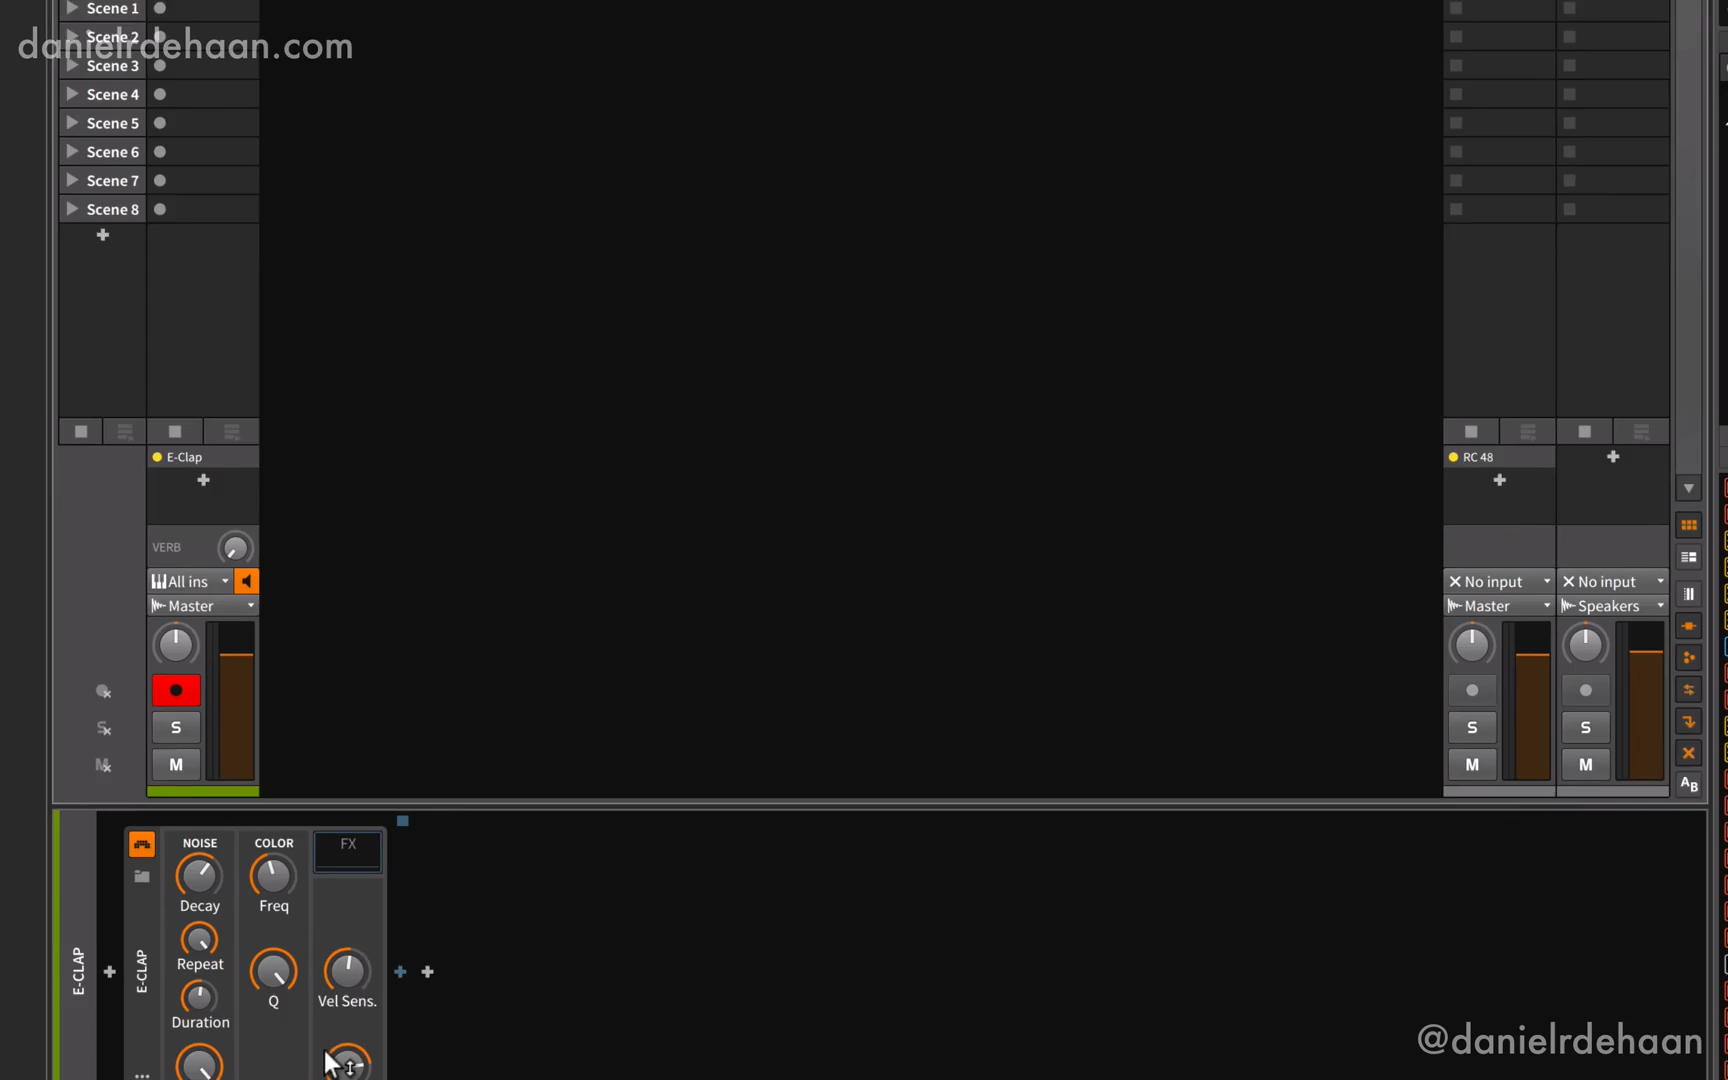 Scene 1
danielrdehaan.com
Scene 2
Scene 3
Scene 4
Scene 5
Scene 6
Scene 7
Scene 8
E-Clap
RC 48
VERB
All ins
No input
No input
Master
Master
Speakers
S
S
S
S
M
M
M
M
AB
NOISE
COLOR
FX
Decay
Freq
E-CLAP
E-CLAP
Repeat
Q
Vel Sens.
Duration
@danielrdehaan